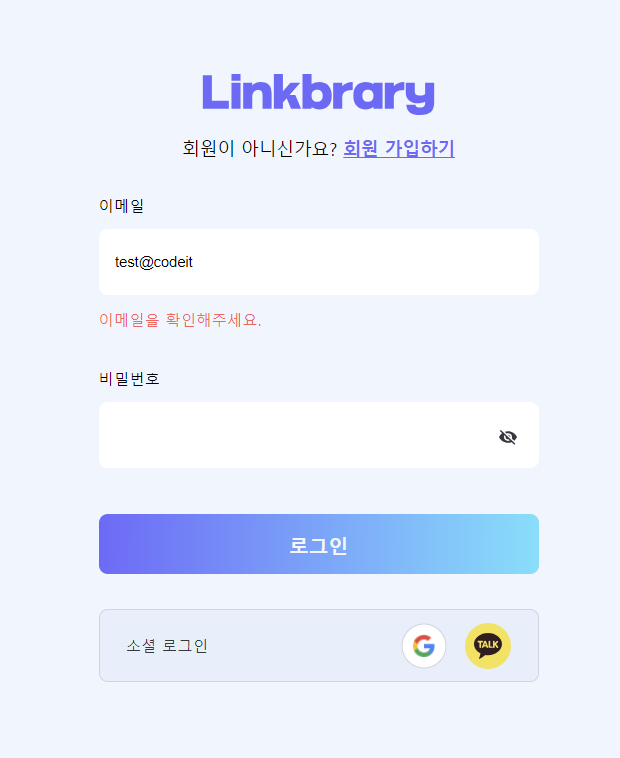 Linkbrary
회원이 아니신가요? 회원 가입하기
이메일
test@codeit
이메일을 확인해주세요.
비밀번호
로그인
소셜 로그인
G
TALK